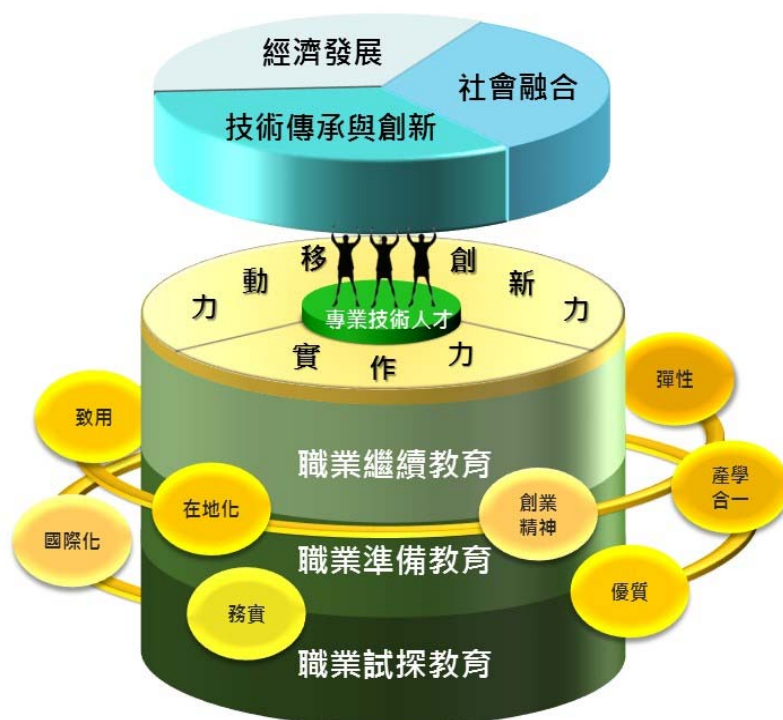 經濟發展
社會融合
技術傳承與創新
力動移
創新力
專業技術人才
實作力
彈性
致用
職業繼續教育
產學
合一
在地化
創業
精神
國際化
職業準備教育
優質
務實
職業試探教育